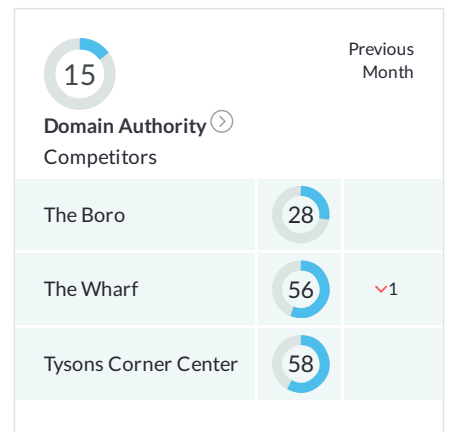 15
Previous
Month
Domain Authority
Competitors
The Boro 28
The Wharf 56 1
Tysons Corner Center 58